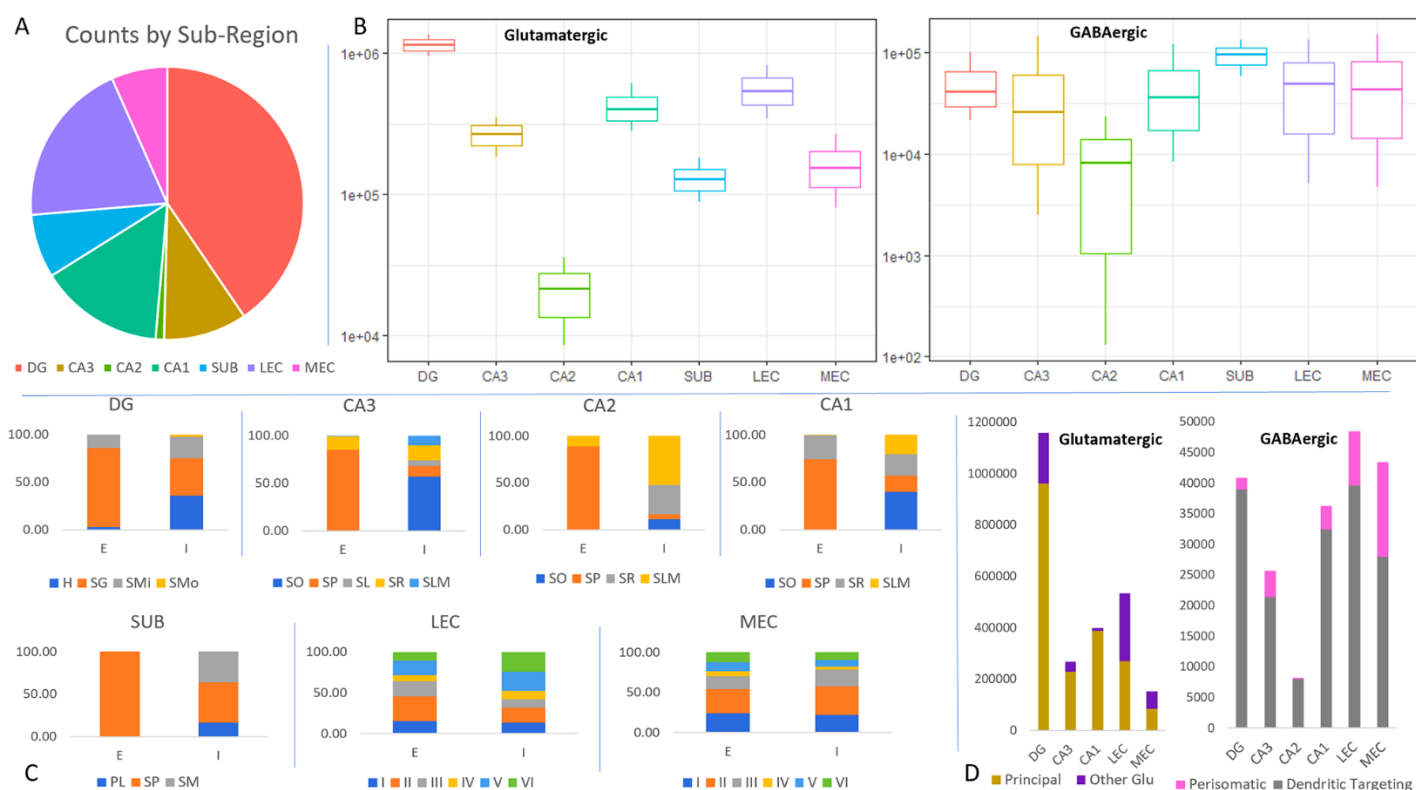 A
Counts by Sub-Region
DG CA3 CA2 CA1 SUB LEC MEC
B
Glutamatergic
1e+06
1e+05
1e+04
DG CA3 CA2 CA1 SUB LEC MEC
GABAergic
1e+05
1e+04
1e+03
1e+02
DG CA3 CA2 CA1 SUB LEC MEC
DG
100.00
50.00
0.00
E I
H SG SMi SMo
CA3
100.00
50.00
0.00
E I
SO SP SL SR SLM
CA2
100.00
50.00
0.00
E I
SO SP SR SLM
CA1
100.00
50.00
0.00
E I
SO SP SR SLM
SUB
100.00
50.00
0.00
E I
PL SP SM
LEC
100.00
50.00
0.00
E I
I II III IV V VI
MEC
100.00
50.00
0.00
E I
I II III IV V VI
C
Glutamatergic
1200000
1000000
800000
600000
400000
200000
0
DG CA3 CA1 LEC MEC
Principal Other Glu
GABAergic
50000
45000
40000
35000
30000
25000
20000
15000
10000
5000
0
DG CA3 CA2 CA1 LEC MEC
Perisomatic Dendritic Targeting
D